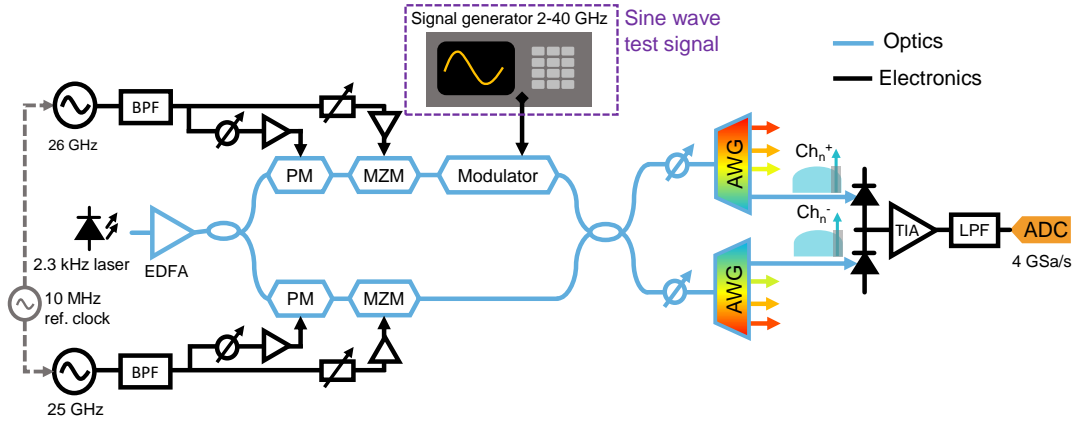 Signal generator 2-40 GHz
Sine wave
test signal
Optics
Electronics
BPF
26 GHz
PM
MZM
Modulator
AWG
Chn+
Chn-
2.3 kHz laser
EDFA
TIA
LPF
ADC
4 GSa/s
10 MHz
ref. clock
PM
MZM
AWG
BPF
25 GHz